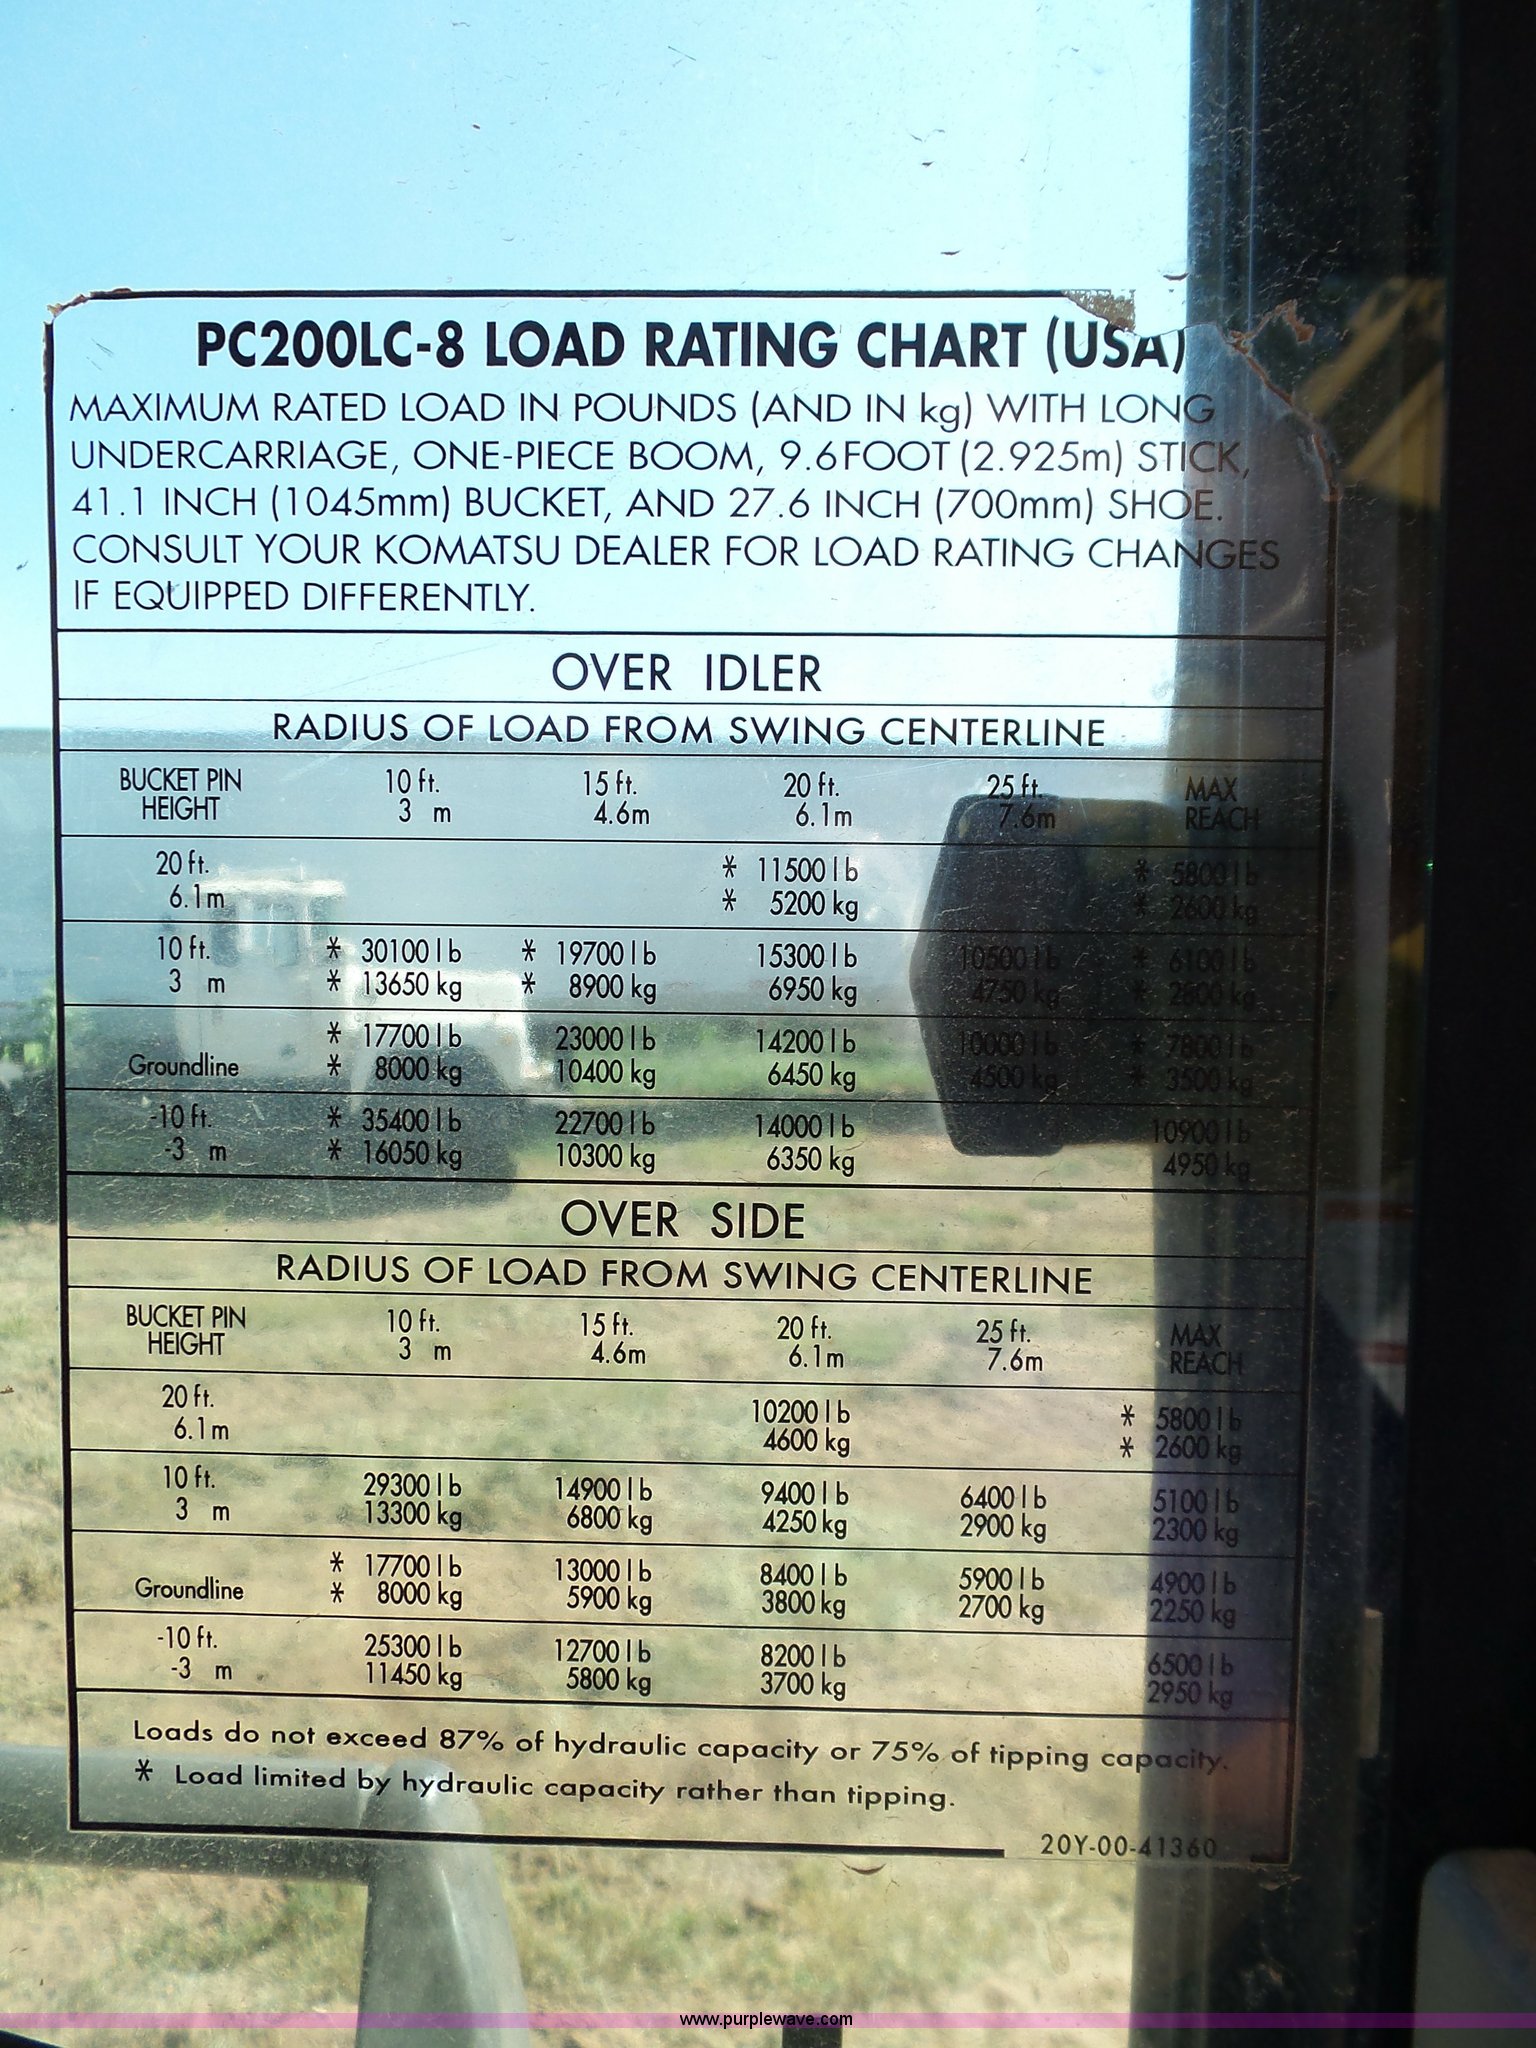 PC200LC-8 LOAD RATING CHART (USA)
MAXIMUM RATED LOAD IN POUNDS (AND IN kg) WITH LONG
UNDERCARRIAGE, ONE-PIECE BOOM, 9.6FOOT (2.925m) STICK,
41.1 INCH (1045mm) BUCKET, AND 27.6 INCH (700mm) SHOE.
CONSULT YOUR KOMATSU DEALER FOR LOAD RATING CHANGES
IF EQUIPPED DIFFERENTLY.
OVER IDLER
RADIUS OF LOAD FROM SWING CENTERLINE
BUCKET PIN 10 ft. 15 ft. 20 ft. 25 ft. MAX
HEIGHT 3 m 4.6m 6.1m 7.6m REACH
20 ft. * 11500 lb * 5800 lb
6.1m * 5200 kg * 2600 kg
10 ft. * 30100 lb * 19700 lb 15300 lb 10500 lb * 6100 lb
3 m * 13650 kg * 8900 kg 6950 kg 4750 kg * 2800 kg
* 17700 lb 23000 lb 14200 lb 10000 lb * 7800 lb
Groundline * 8000 kg 10400 kg 6450 kg 4500 kg * 3500 kg
-10 ft. * 35400 lb 22700 lb 14000 lb 10900 lb
-3 m * 16050 kg 10300 kg 6350 kg 4950 kg
OVER SIDE
RADIUS OF LOAD FROM SWING CENTERLINE
BUCKET PIN 10 ft. 15 ft. 20 ft. 25 ft. MAX
HEIGHT 3 m 4.6m 6.1m 7.6m REACH
20 ft. 10200 lb * 5800 lb
6.1m 4600 kg * 2600 kg
10 ft. 29300 lb 14900 lb 9400 lb 6400 lb 5100 lb
3 m 13300 kg 6800 kg 4250 kg 2900 kg 2300 kg
* 17700 lb 13000 lb 8400 lb 5900 lb 4900 lb
Groundline * 8000 kg 5900 kg 3800 kg 2700 kg 2250 kg
-10 ft. 25300 lb 12700 lb 8200 lb 6500 lb
-3 m 11450 kg 5800 kg 3700 kg 2950 kg
Loads do not exceed 87% of hydraulic capacity or 75% of tipping capacity.
* Load limited by hydraulic capacity rather than tipping.
20Y-00-41360
www.purplewave.com